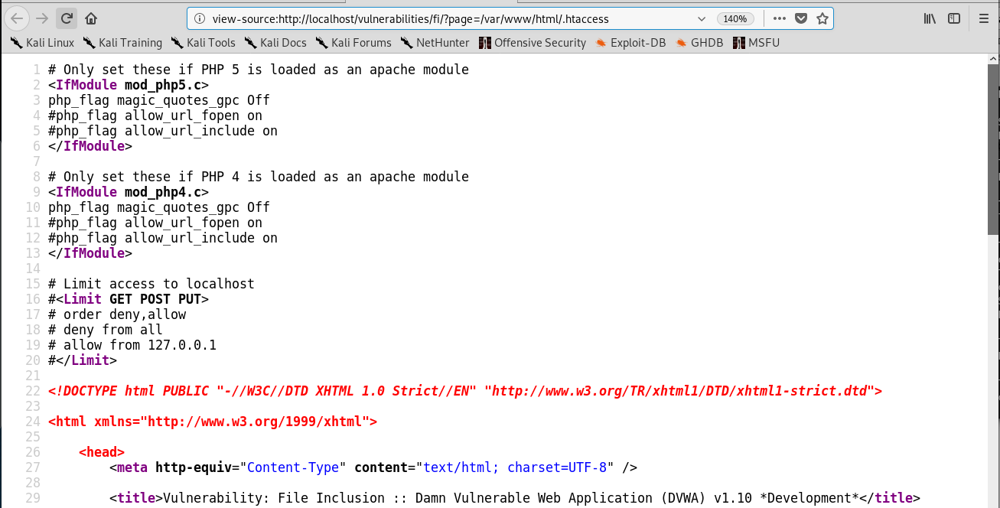 view-source:http://localhost/vulnerabilities/fi/?page=/var/www/html/.htaccess 140%
Kali Linux Kali Training Kali Tools Kali Docs Kali Forums NetHunter Offensive Security Exploit-DB GHDB MSFU
1 # Only set these if PHP 5 is loaded as an apache module
2 <IfModule mod_php5.c>
3 php_flag magic_quotes_gpc Off
4 #php_flag allow_url_fopen on
5 #php_flag allow_url_include on
6 </IfModule>
7
8 # Only set these if PHP 4 is loaded as an apache module
9 <IfModule mod_php4.c>
10 php_flag magic_quotes_gpc Off
11 #php_flag allow_url_fopen on
12 #php_flag allow_url_include on
13 </IfModule>
14
15 # Limit access to localhost
16 #<Limit GET POST PUT>
17 # order deny,allow
18 # deny from all
19 # allow from 127.0.0.1
20 #</Limit>
21
22 <!DOCTYPE html PUBLIC "-//W3C//DTD XHTML 1.0 Strict//EN" "http://www.w3.org/TR/xhtml1/DTD/xhtml1-strict.dtd">
23
24 <html xmlns="http://www.w3.org/1999/xhtml">
25
26 <head>
27 <meta http-equiv="Content-Type" content="text/html; charset=UTF-8" />
28
29 <title>Vulnerability: File Inclusion :: Damn Vulnerable Web Application (DVWA) v1.10 *Development*</title>